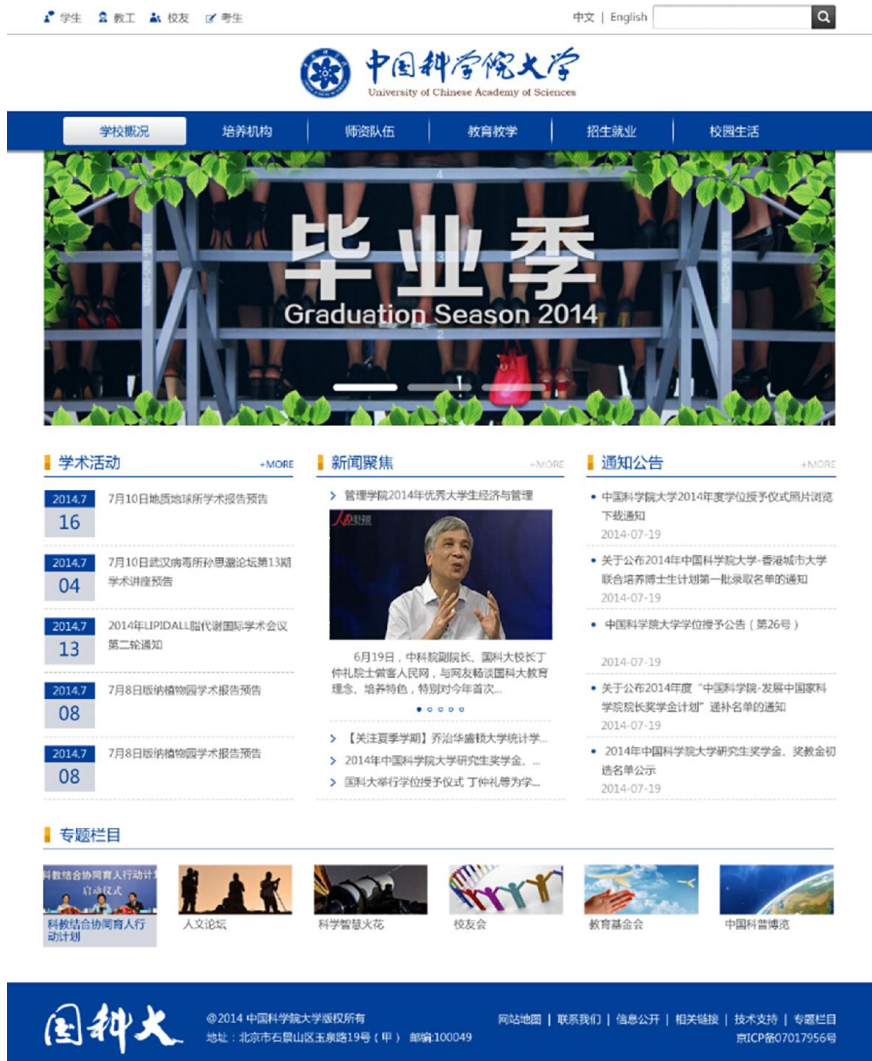 学生 教工 校友 考生
中文 | English
中国科学院大学
University of Chinese Academy of Sciences
学校概况 培养机构 师资队伍 教育教学 招生就业 校园生活
毕业季
Graduation Season 2014
学术活动 +MORE
2014.7
16
7月10日地质地球所学术报告预告
2014.7
04
7月10日武汉病毒所孙思邈论坛第13期
学术讲座预告
2014.7
13
2014年LIPIDALL脂代谢国际学术会议
第二轮通知
2014.7
08
7月8日版纳植物园学术报告预告
2014.7
08
7月8日版纳植物园学术报告预告
新闻聚焦 +MORE
管理学院2014年优秀大学生经济与管理
人民电视
6月19日，中科院副院长、国科大校长丁
仲礼院士做客人民网，与网友畅谈国科大教育
理念、培养特色，特别对今年首次...
【关注夏季学期】乔治华盛顿大学统计学...
2014年中国科学院大学研究生奖学金、...
国科大举行学位授予仪式 丁仲礼等为学...
通知公告 +MORE
中国科学院大学2014年度学位授予仪式照片浏览
下载通知
2014-07-19
关于公布2014年中国科学院大学-香港城市大学
联合培养博士生计划第一批录取名单的通知
2014-07-19
中国科学院大学学位授予公告（第26号）
2014-07-19
关于公布2014年度“中国科学院-发展中国家科
学院院长奖学金计划”递补名单的通知
2014-07-19
2014年中国科学院大学研究生奖学金、奖教金初
选名单公示
2014-07-19
专题栏目
科教结合协同育人行动计划
启动仪式
科教结合协同育人行
动计划
人文论坛
科学智慧火花
校友会
教育基金会
中国科普博览
国科大
@2014 中国科学院大学版权所有
地址：北京市石景山区玉泉路19号（甲） 邮编:100049
网站地图 | 联系我们 | 信息公开 | 相关链接 | 技术支持 | 专题栏目
京ICP备07017956号